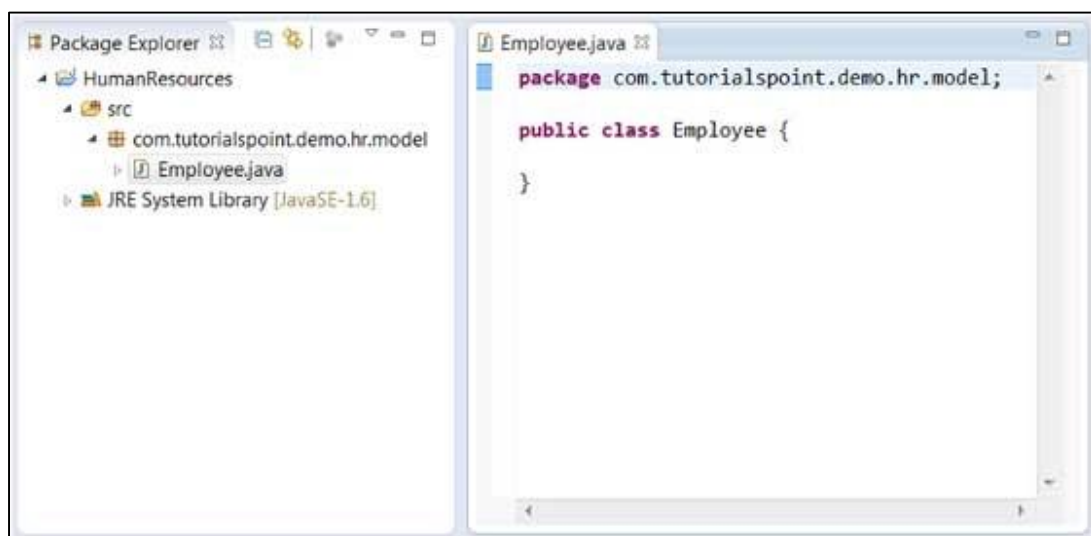 Package Explorer
HumanResources
src
com.tutorialspoint.demo.hr.model
Employee.java
JRE System Library [JavaSE-1.6]
Employee.java
package com.tutorialspoint.demo.hr.model;
public class Employee {
}